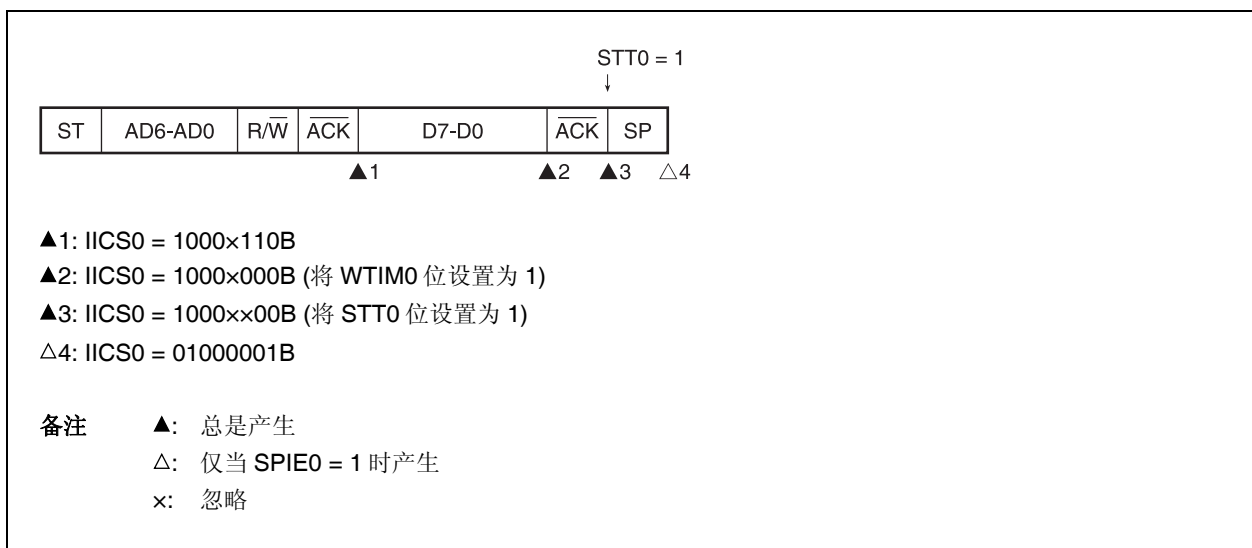 STT0 = 1
↓
ST AD6-AD0 R/W̅ A̅C̅K̅ D7-D0 A̅C̅K̅ SP
▲1 ▲2 ▲3 △4
▲1: IICS0 = 1000×110B
▲2: IICS0 = 1000×000B (将 WTIM0 位设置为 1)
▲3: IICS0 = 1000××00B (将 STT0 位设置为 1)
△4: IICS0 = 01000001B
备注 ▲: 总是产生
△: 仅当 SPIE0 = 1 时产生
×: 忽略